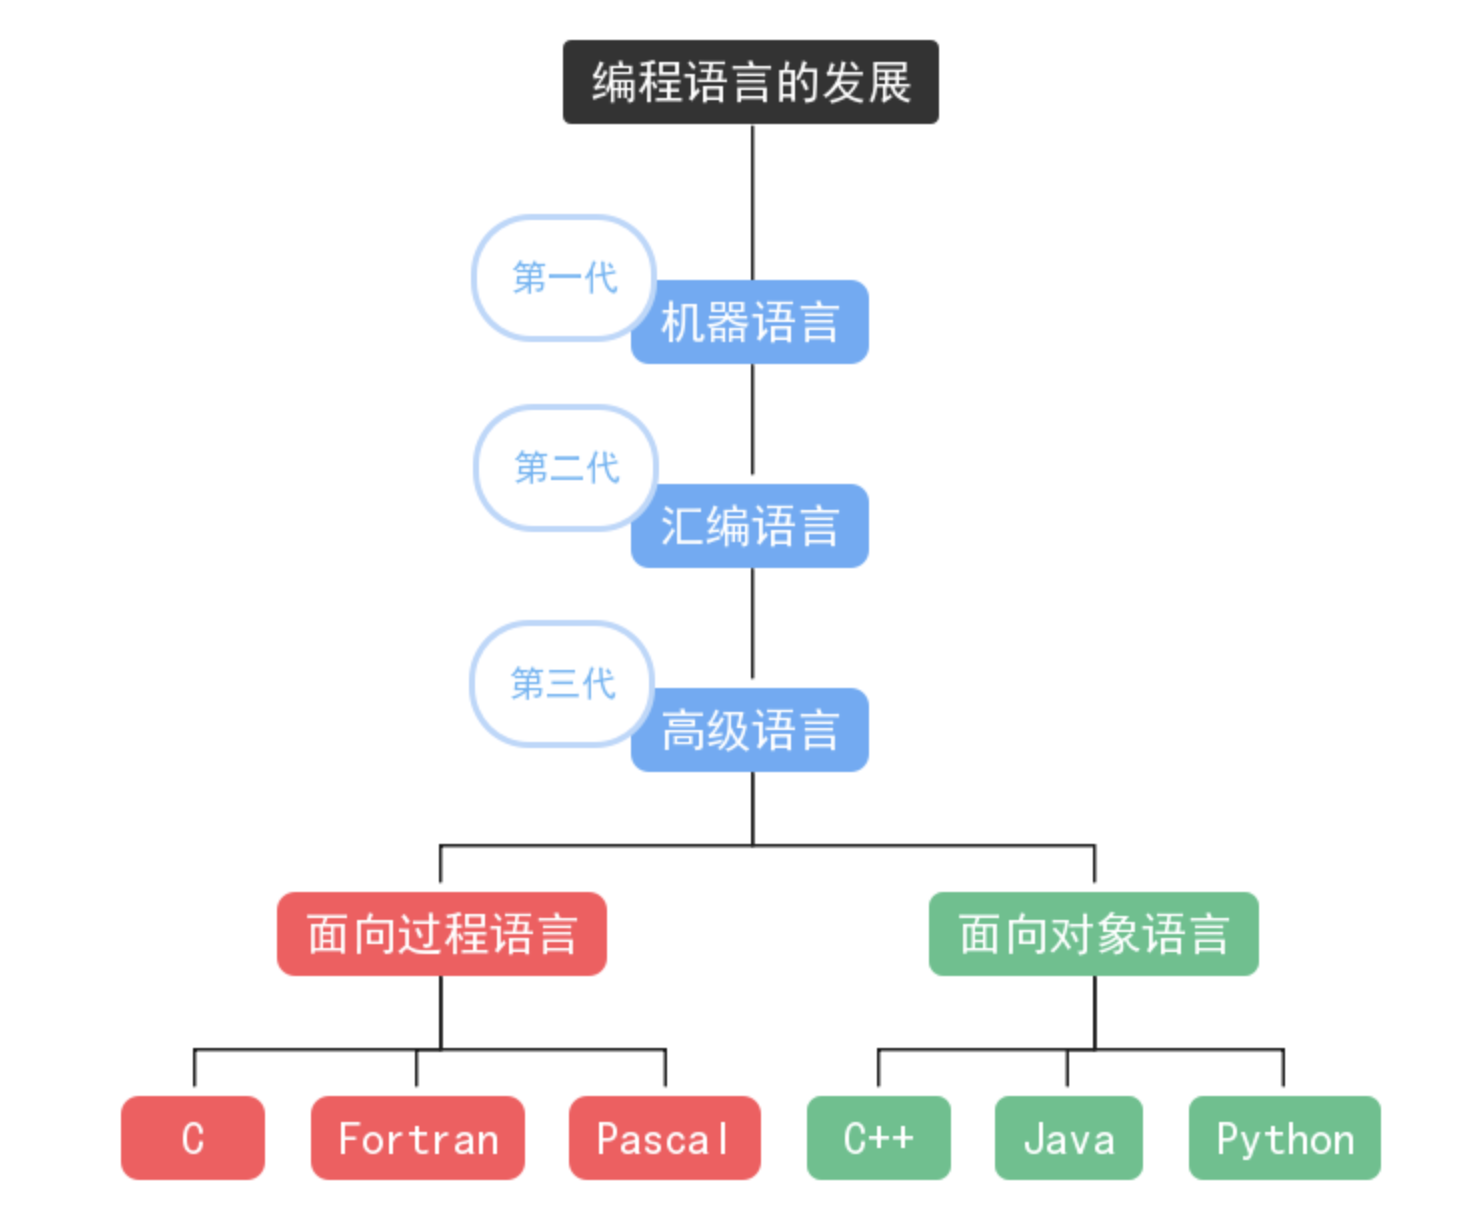 编程语言的发展
第一代
机器语言
第二代
汇编语言
第三代
高级语言
面向过程语言
面向对象语言
C
Fortran
Pascal
C++
Java
Python